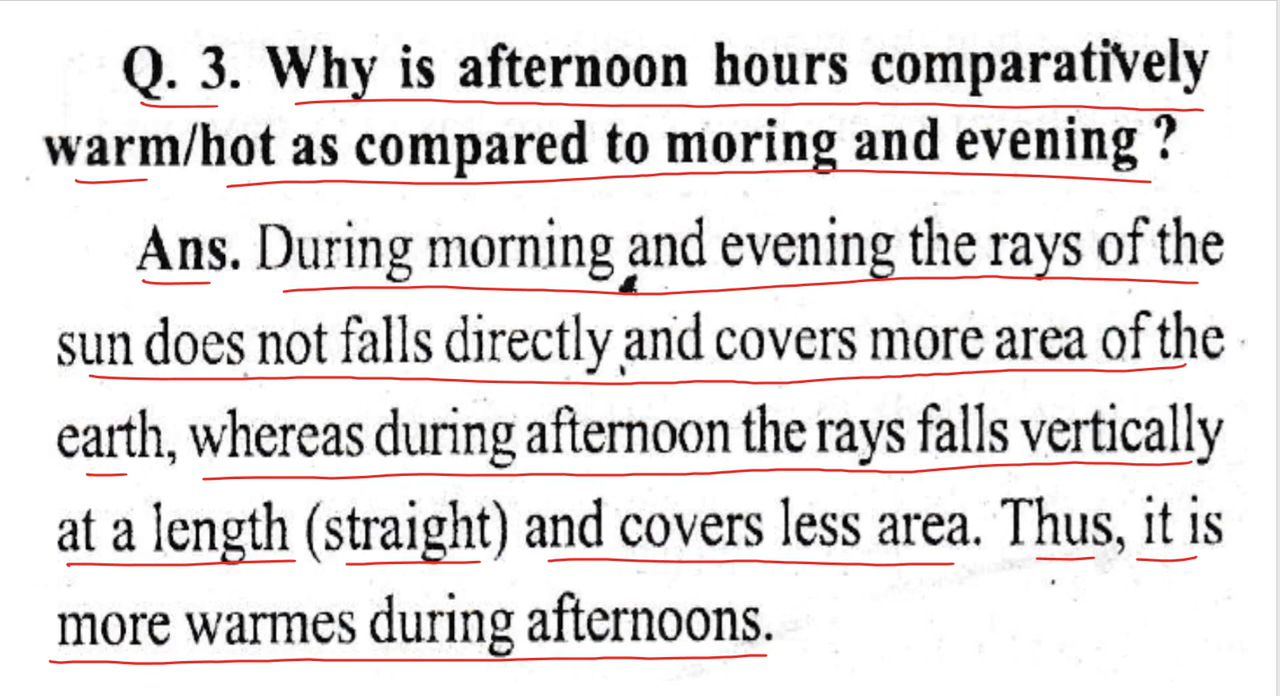 Q. 3. Why is afternoon hours comparatively
warm/hot as compared to moring and evening ?
Ans. During morning and evening the rays of the
sun does not falls directly and covers more area of the
earth, whereas during afternoon the rays falls vertically
at a length (straight) and covers less area. Thus, it is
more warmes during afternoons.